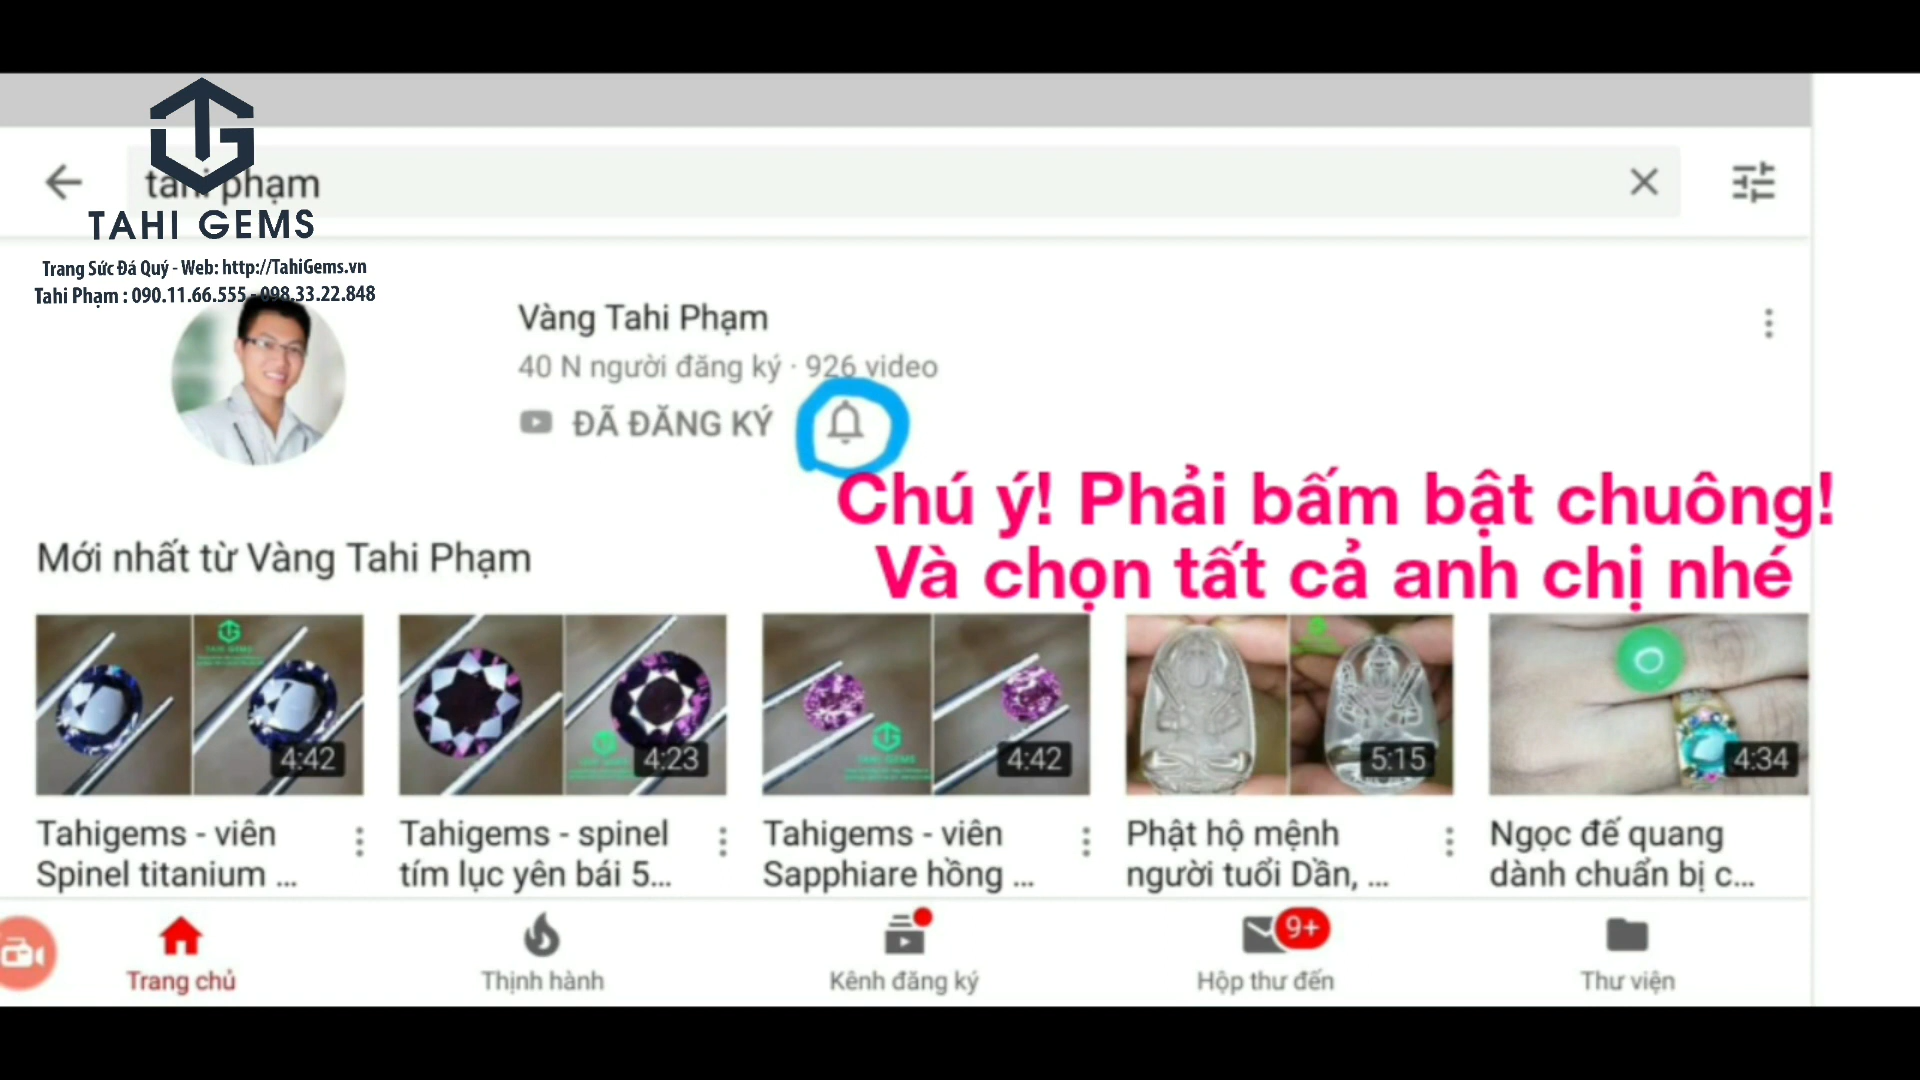 tahi phạm
TAHI GEMS
Trang Sức Đá Quý - Web: http://TahiGems.vn
Tahi Phạm : 090.11.66.555 - 098.33.22.848
Vàng Tahi Phạm
40 N người đăng ký · 926 video
ĐÃ ĐĂNG KÝ
Chú ý! Phải bấm bật chuông!
Và chọn tất cả anh chị nhé
Mới nhất từ Vàng Tahi Phạm
TAHI GEMS
4:42
4:23
TAHI GEMS
4:42
5:15
4:34
Tahigems - viên
Spinel titanium ...
Tahigems - spinel
tím lục yên bái 5...
Tahigems - viên
Sapphiare hồng ...
Phật hộ mệnh
người tuổi Dần, ...
Ngọc đế quang
dành chuẩn bị c...
Trang chủ
Thịnh hành
Kênh đăng ký
9+
Hộp thư đến
Thư viện